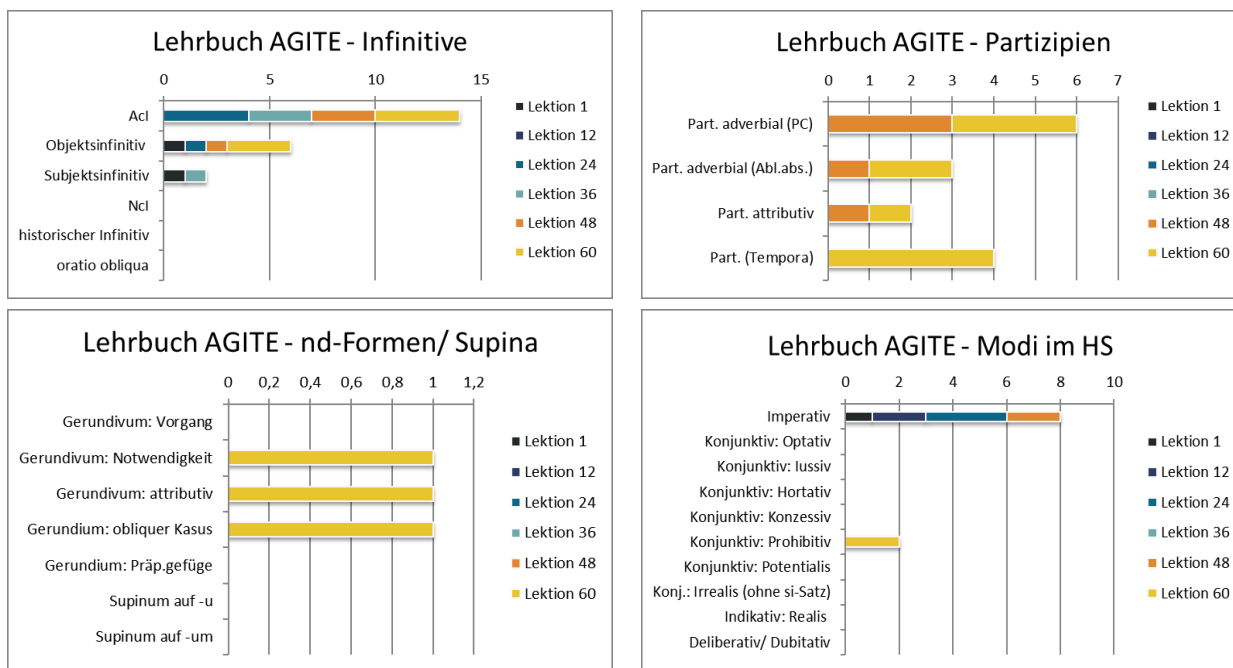 Lehrbuch AGITE - Infinitive
0 5 10 15
AcI
Objektsinfinitiv
Subjektsinfinitiv
NcI
historischer Infinitiv
oratio obliqua
Lektion 1
Lektion 12
Lektion 24
Lektion 36
Lektion 48
Lektion 60
Lehrbuch AGITE - Partizipien
0 1 2 3 4 5 6 7
Part. adverbial (PC)
Part. adverbial (Abl.abs.)
Part. attributiv
Part. (Tempora)
Lektion 1
Lektion 12
Lektion 24
Lektion 36
Lektion 48
Lektion 60
Lehrbuch AGITE - nd-Formen/ Supina
0 0,2 0,4 0,6 0,8 1 1,2
Gerundivum: Vorgang
Gerundivum: Notwendigkeit
Gerundivum: attributiv
Gerundium: obliquer Kasus
Gerundium: Präp.gefüge
Supinum auf -u
Supinum auf -um
Lektion 1
Lektion 12
Lektion 24
Lektion 36
Lektion 48
Lektion 60
Lehrbuch AGITE - Modi im HS
0 2 4 6 8 10
Imperativ
Konjunktiv: Optativ
Konjunktiv: Iussiv
Konjunktiv: Hortativ
Konjunktiv: Konzessiv
Konjunktiv: Prohibitiv
Konjunktiv: Potentialis
Konj.: Irrealis (ohne si-Satz)
Indikativ: Realis
Deliberativ/ Dubitativ
Lektion 1
Lektion 12
Lektion 24
Lektion 36
Lektion 48
Lektion 60